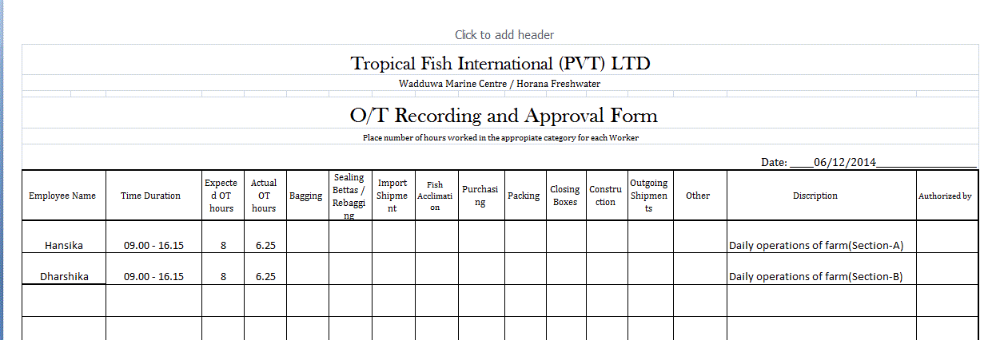 Click to add header
Tropical Fish International (PVT) LTD
Wadduwa Marine Centre / Horana Freshwater
O/T Recording and Approval Form
Place number of hours worked in the appropiate category for each Worker
Date: ____06/12/2014_________________
Employee Name Time Duration Expecte d OT hours Actual OT hours Bagging Sealing Bettas / Rebaggi ng Import Shipme nt Fish Acclimati on Purchasi ng Packing Closing Boxes Constru ction Outgoing Shipmen ts Other Discription Authorized by
Hansika 09.00 - 16.15 8 6.25 Daily operations of farm(Section-A)
Dharshika 09.00 - 16.15 8 6.25 Daily operations of farm(Section-B)